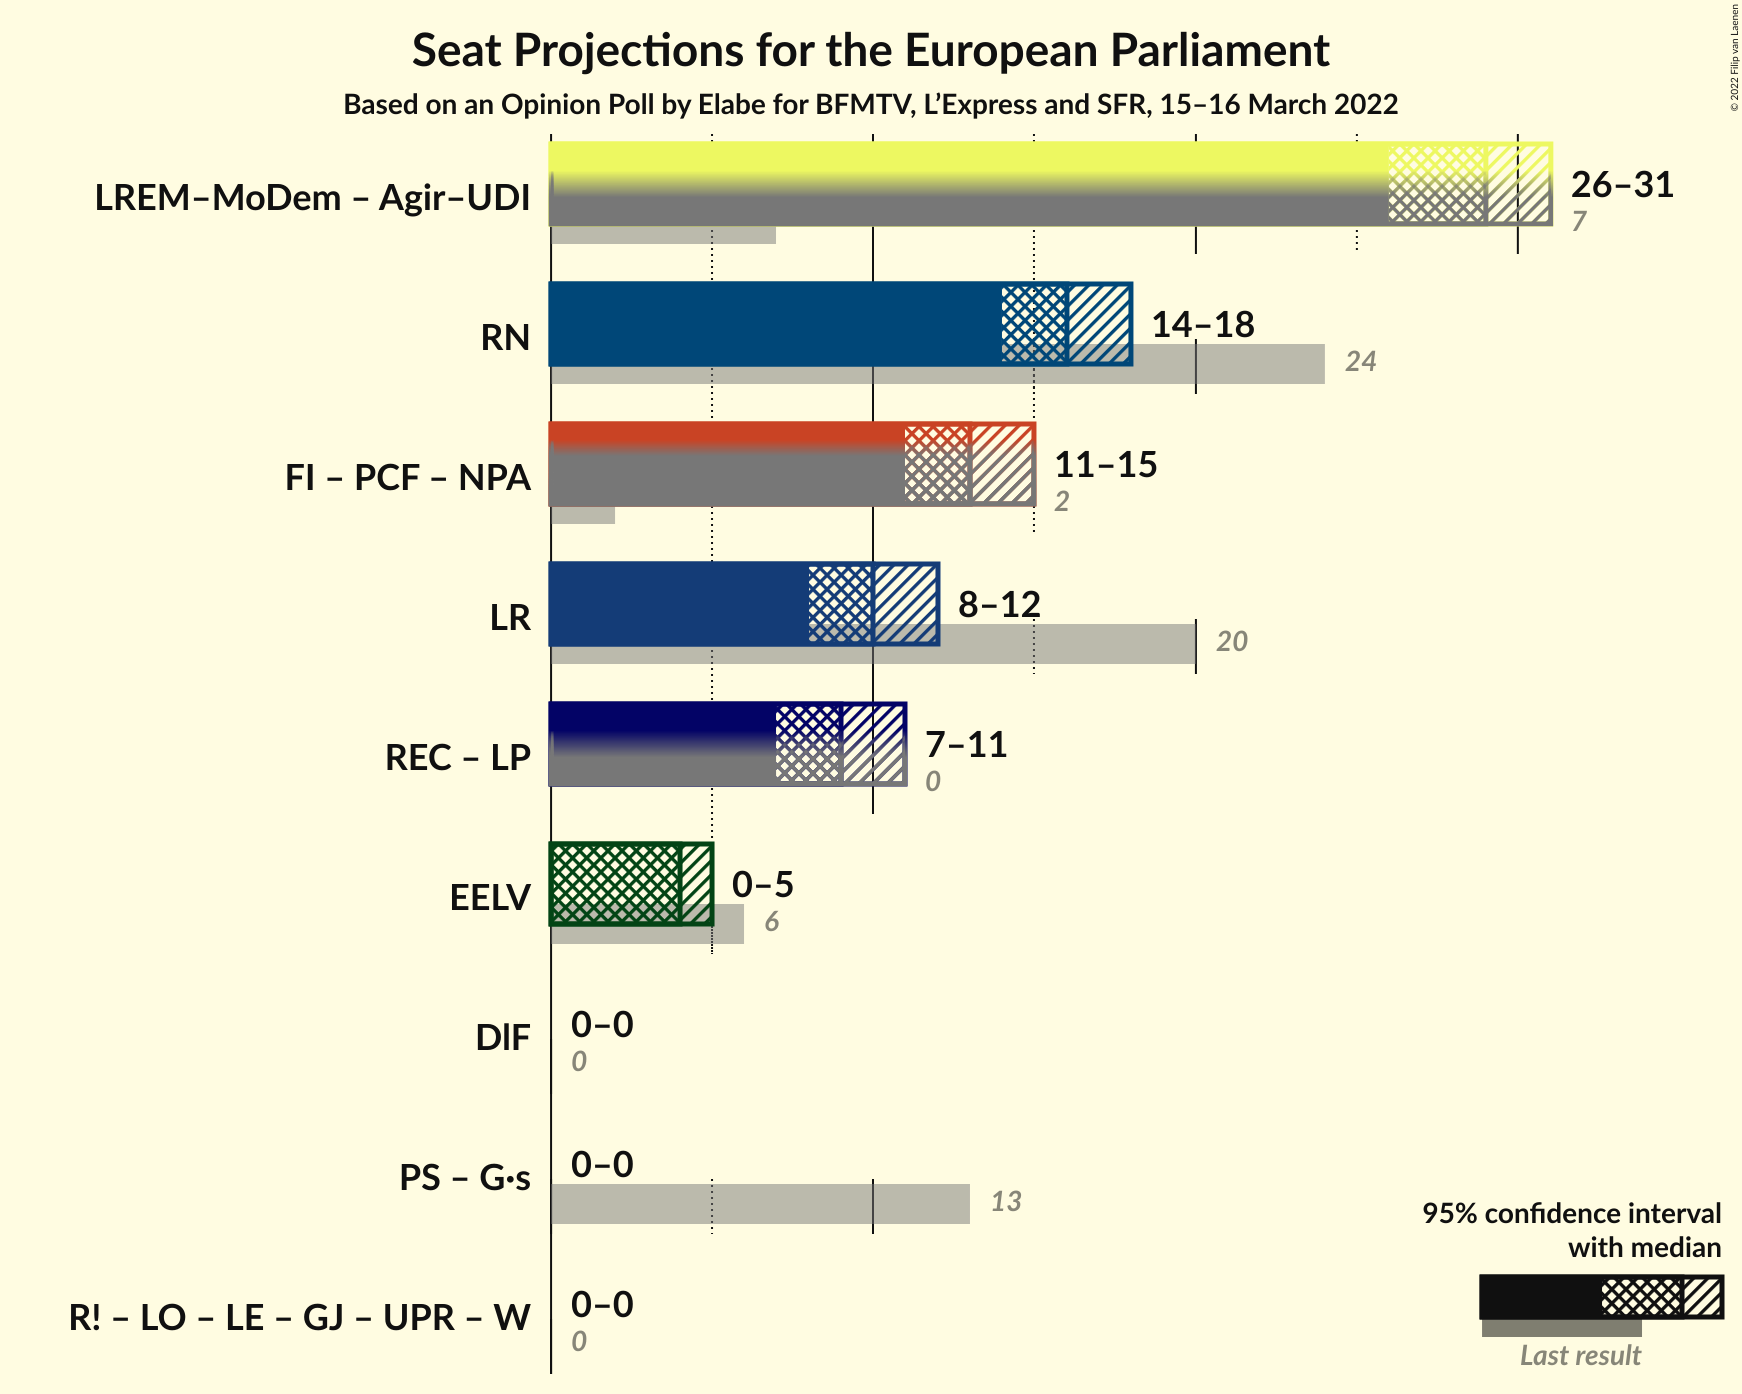 Seat Projections for the European Parliament
Based on an Opinion Poll by Elabe for BFMTV, L’Express and SFR, 15–16 March 2022
© 2022 Filip van Laenen
LREM–MoDem – Agir–UDI
26–31
7
RN
14–18
24
FI – PCF – NPA
11–15
2
LR
8–12
20
REC – LP
7–11
0
EELV
0–5
6
DlF
0–0
0
PS – G·s
0–0
13
R! – LO – LE – GJ – UPR – W
0–0
0
95% confidence interval
with median
Last result